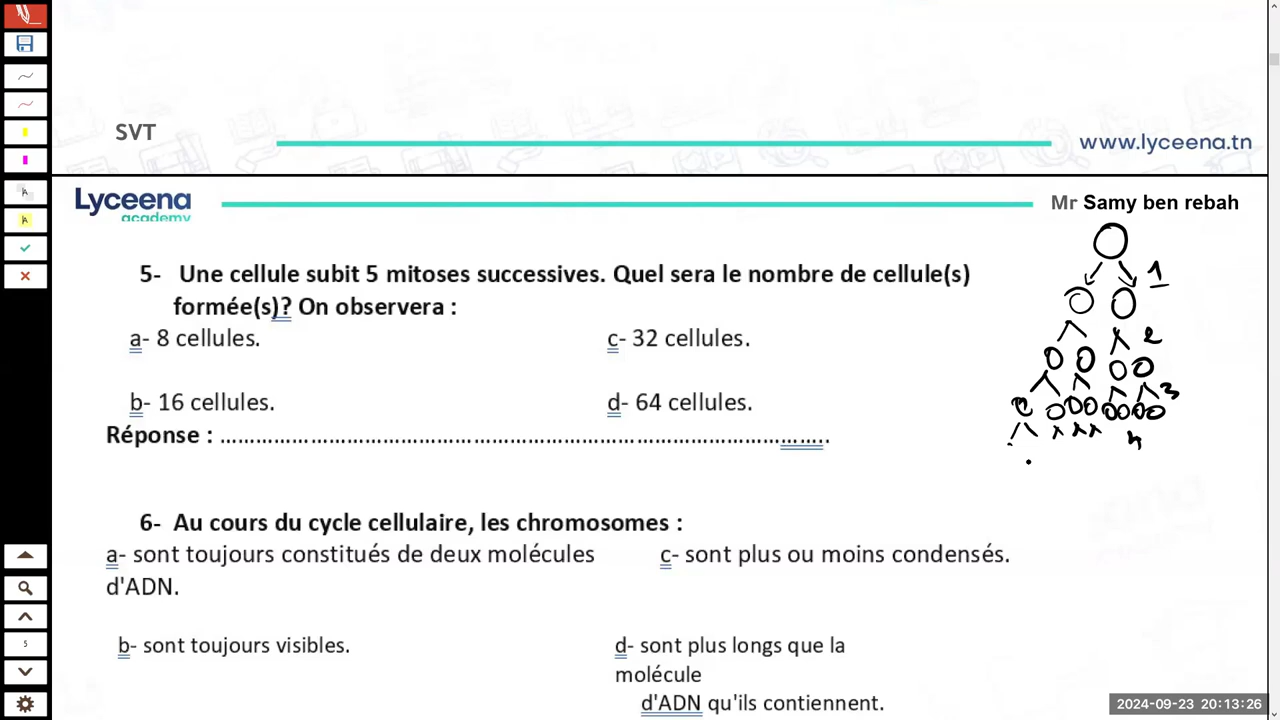 SVT
www.lyceena.tn
Lyceena
academy
Mr Samy ben rebah
5- Une cellule subit 5 mitoses successives. Quel sera le nombre de cellule(s)
formée(s)? On observera :
a- 8 cellules.
c- 32 cellules.
b- 16 cellules.
d- 64 cellules.
Réponse : ……………………………………………………………………………………..
1
2
3
4
6- Au cours du cycle cellulaire, les chromosomes :
a- sont toujours constitués de deux molécules
d'ADN.
c- sont plus ou moins condensés.
b- sont toujours visibles.
d- sont plus longs que la
molécule
d'ADN qu'ils contiennent.
5
2024-09-23 20:13:26